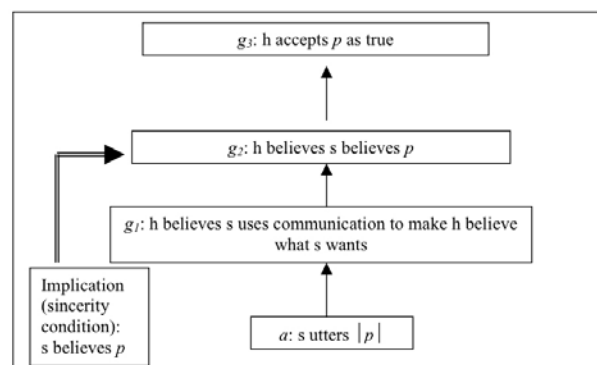 g3: h accepts p as true
g2: h believes s believes p
g1: h believes s uses communication to make h believe
what s wants
Implication
(sincerity
condition):
s believes p
a: s utters |p|